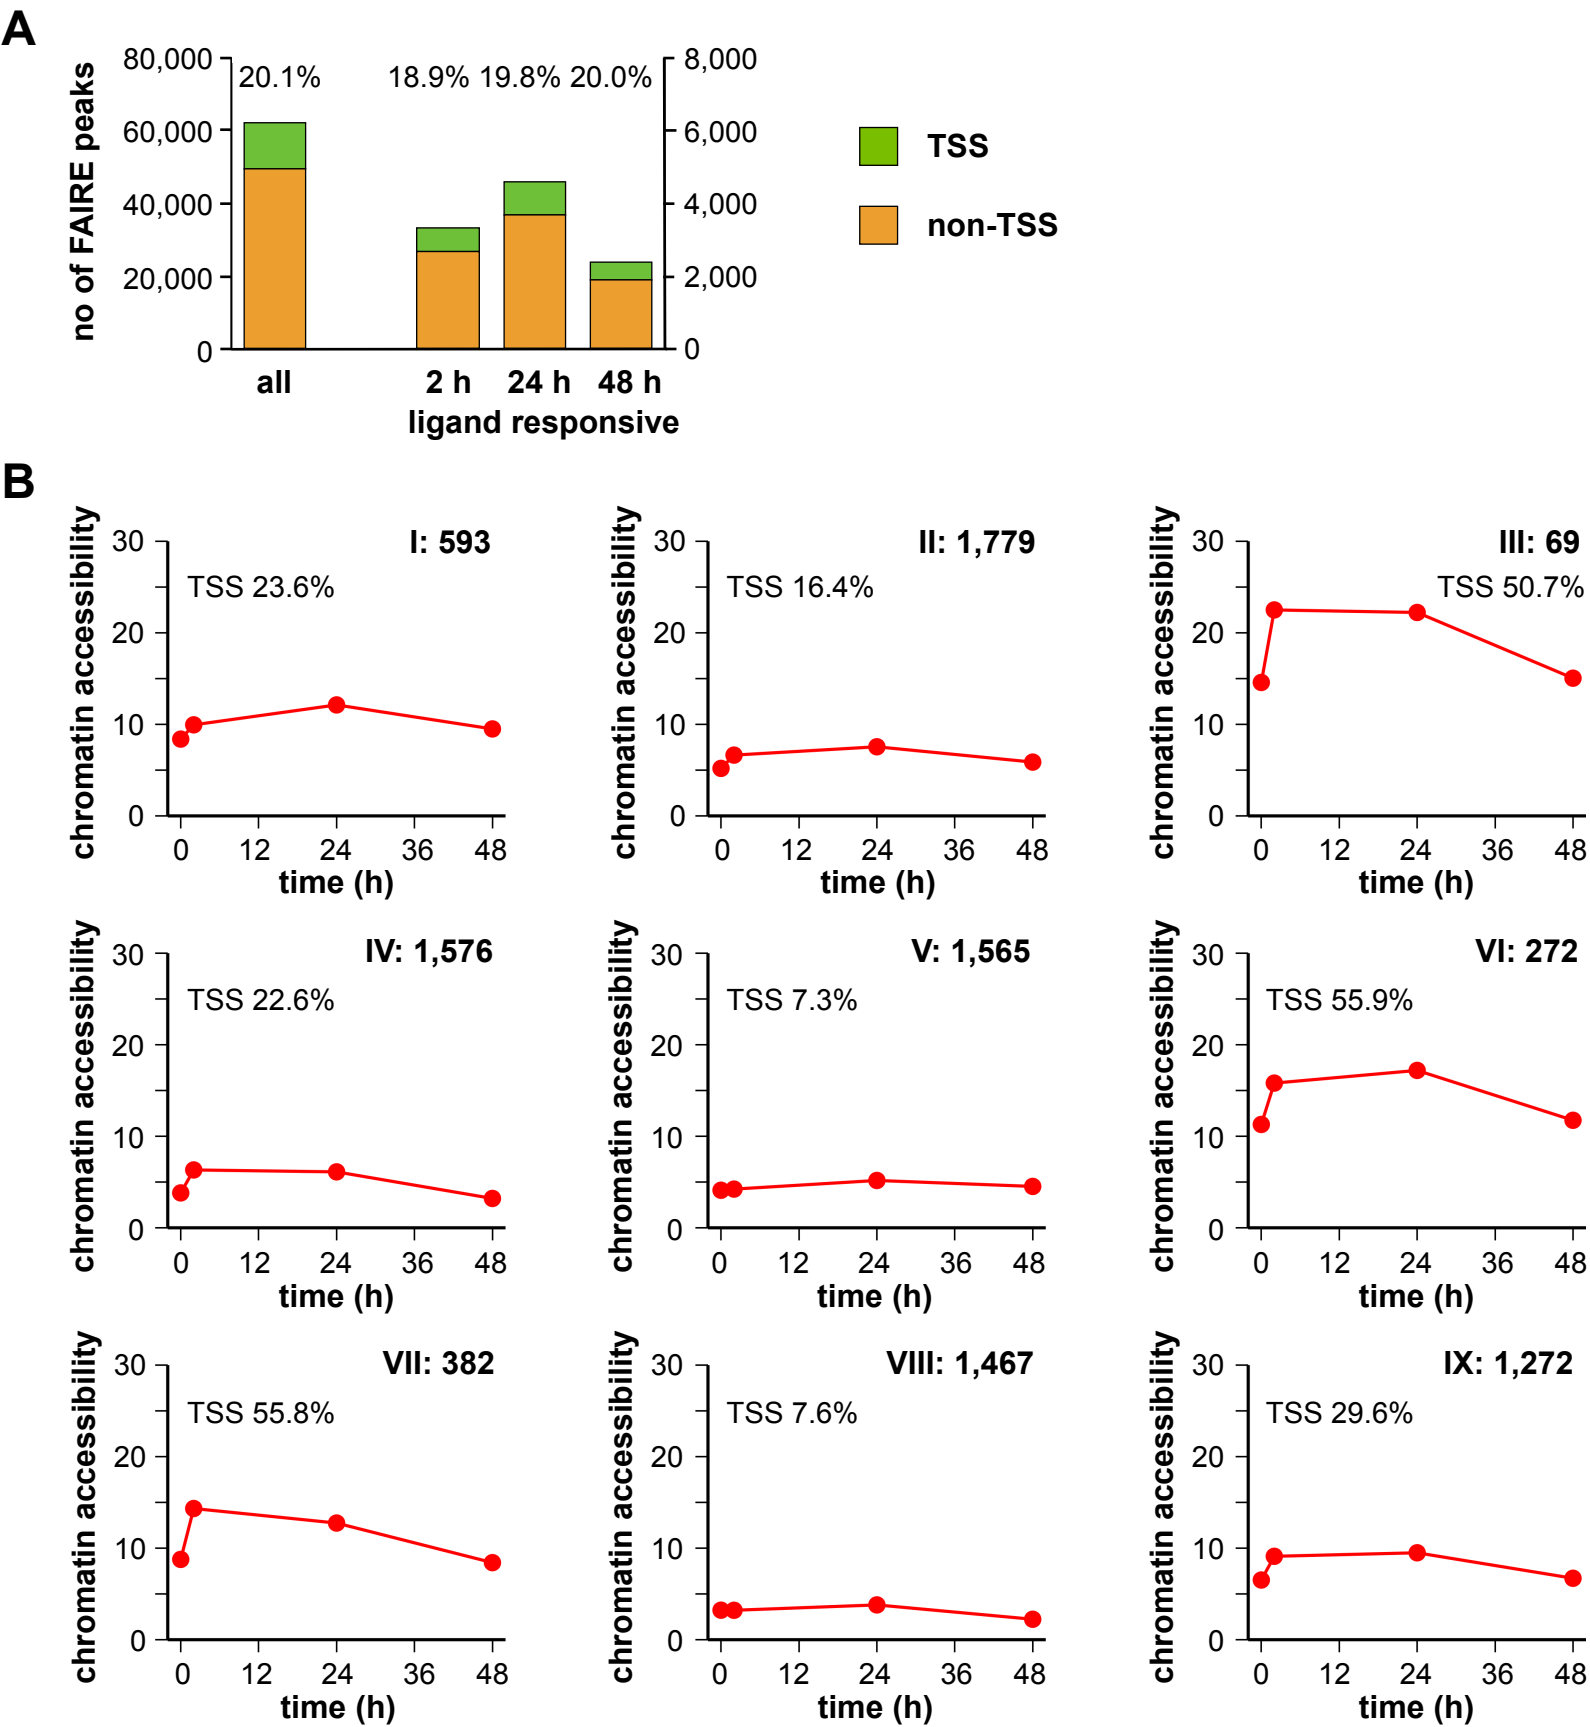 A
80,000
60,000
40,000
20,000
0
no of FAIRE peaks
20.1%
18.9% 19.8% 20.0%
8,000
6,000
4,000
2,000
0
all
2 h 24 h 48 h
ligand responsive
TSS
non-TSS
B
chromatin accessibility
30
20
10
0
I: 593
TSS 23.6%
0 12 24 36 48
time (h)
chromatin accessibility
30
20
10
0
II: 1,779
TSS 16.4%
0 12 24 36 48
time (h)
chromatin accessibility
30
20
10
0
III: 69
TSS 50.7%
0 12 24 36 48
time (h)
chromatin accessibility
30
20
10
0
IV: 1,576
TSS 22.6%
0 12 24 36 48
time (h)
chromatin accessibility
30
20
10
0
V: 1,565
TSS 7.3%
0 12 24 36 48
time (h)
chromatin accessibility
30
20
10
0
VI: 272
TSS 55.9%
0 12 24 36 48
time (h)
chromatin accessibility
30
20
10
0
VII: 382
TSS 55.8%
0 12 24 36 48
time (h)
chromatin accessibility
30
20
10
0
VIII: 1,467
TSS 7.6%
0 12 24 36 48
time (h)
chromatin accessibility
30
20
10
0
IX: 1,272
TSS 29.6%
0 12 24 36 48
time (h)